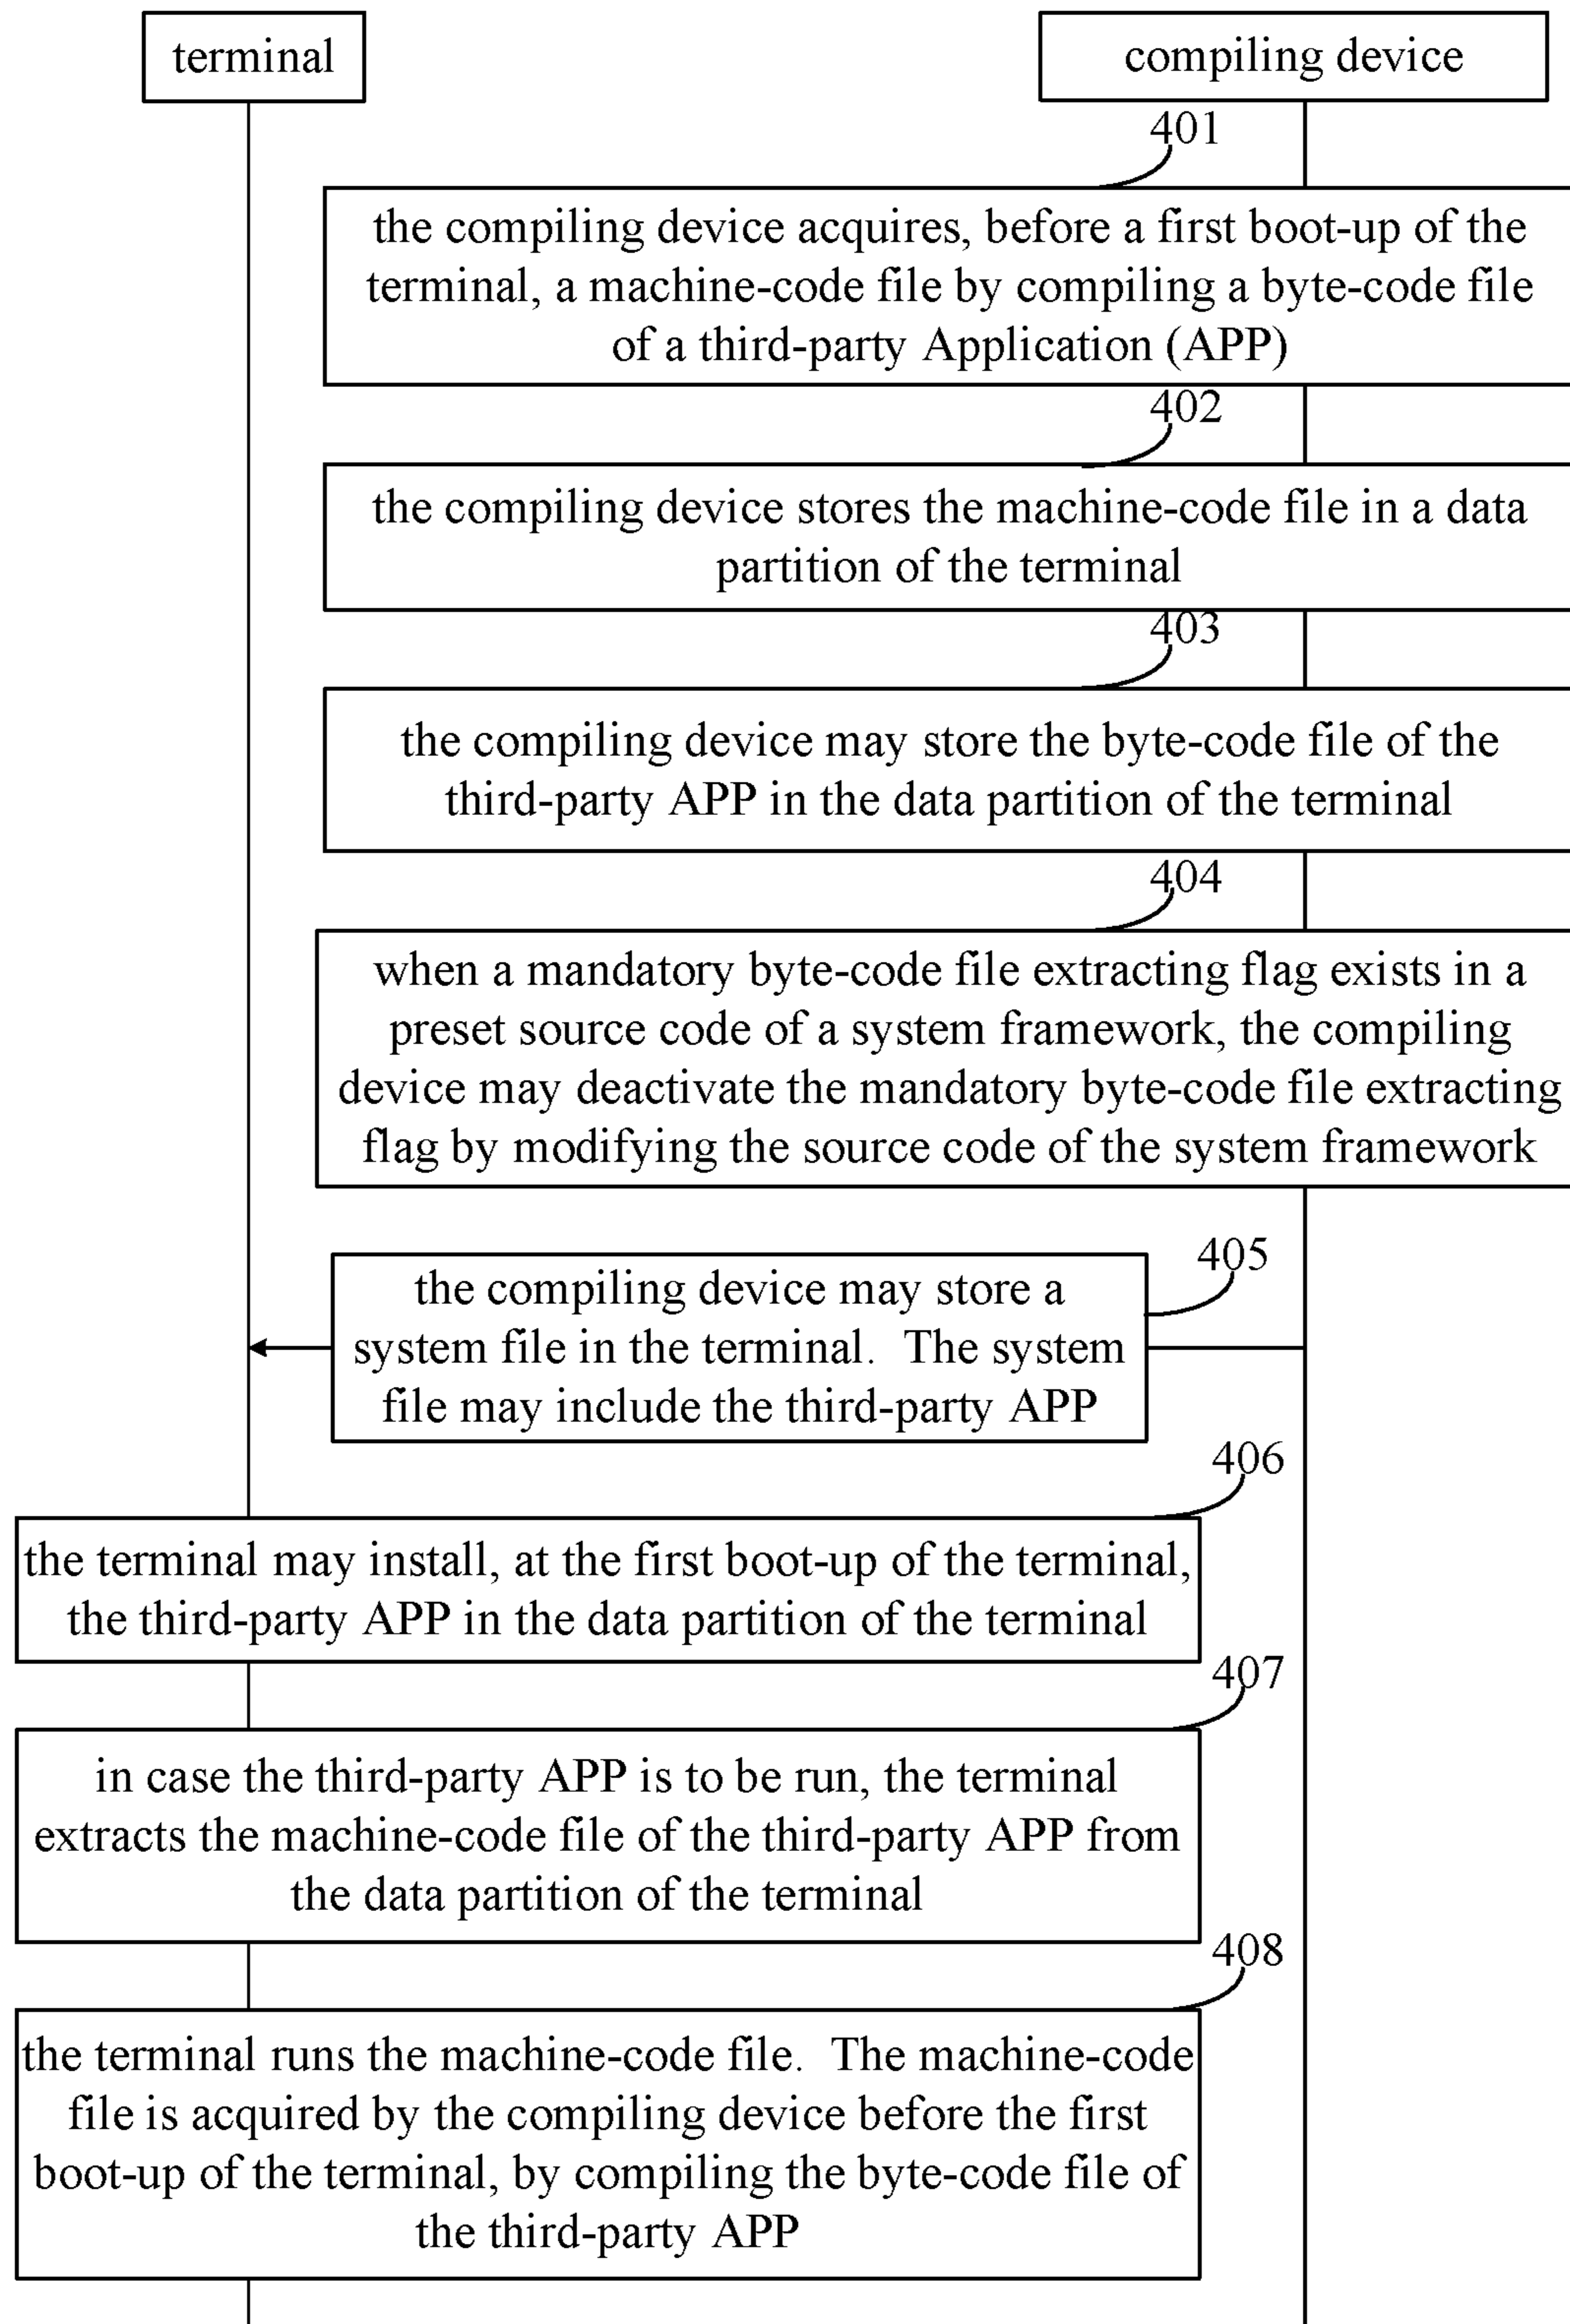 terminal
compiling device
401
the compiling device acquires, before a first boot-up of the
terminal, a machine-code file by compiling a byte-code file
of a third-party Application (APP)
402
the compiling device stores the machine-code file in a data
partition of the terminal
403
the compiling device may store the byte-code file of the
third-party APP in the data partition of the terminal
404
when a mandatory byte-code file extracting flag exists in a
preset source code of a system framework, the compiling
device may deactivate the mandatory byte-code file extracting
flag by modifying the source code of the system framework
405
the compiling device may store a
system file in the terminal.  The system
file may include the third-party APP
406
the terminal may install, at the first boot-up of the terminal,
the third-party APP in the data partition of the terminal
407
in case the third-party APP is to be run, the terminal
extracts the machine-code file of the third-party APP from
the data partition of the terminal
408
the terminal runs the machine-code file.  The machine-code
file is acquired by the compiling device before the first
boot-up of the terminal, by compiling the byte-code file of
the third-party APP